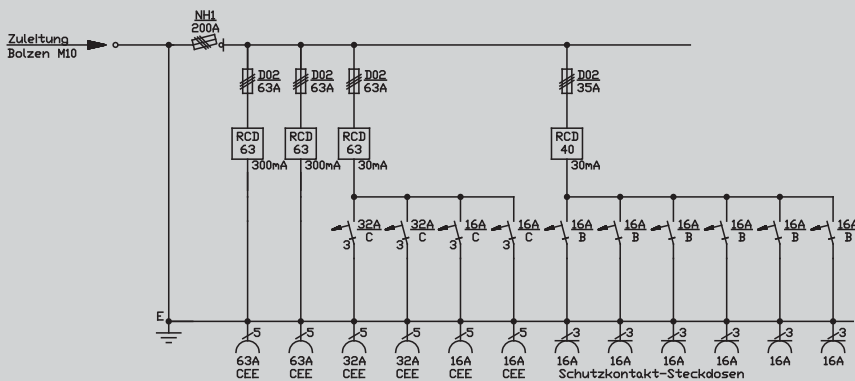 NH1
200A
Zuleitung
Bolzen M10
D02 D02 D02 D02
63A 63A 63A 35A
RCD RCD RCD RCD
63 63 63 40
300mA 300mA 30mA 30mA
32A 32A 16A 16A 16A 16A 16A 16A 16A 16A
C C C C B B B B B B
3 3 3 3
E
5 5 5 5 5 5 3 3 3 3 3 3
63A 63A 32A 32A 16A 16A 16A 16A 16A 16A 16A 16A
CEE CEE CEE CEE CEE CEE Schutzkontakt-Steckdosen